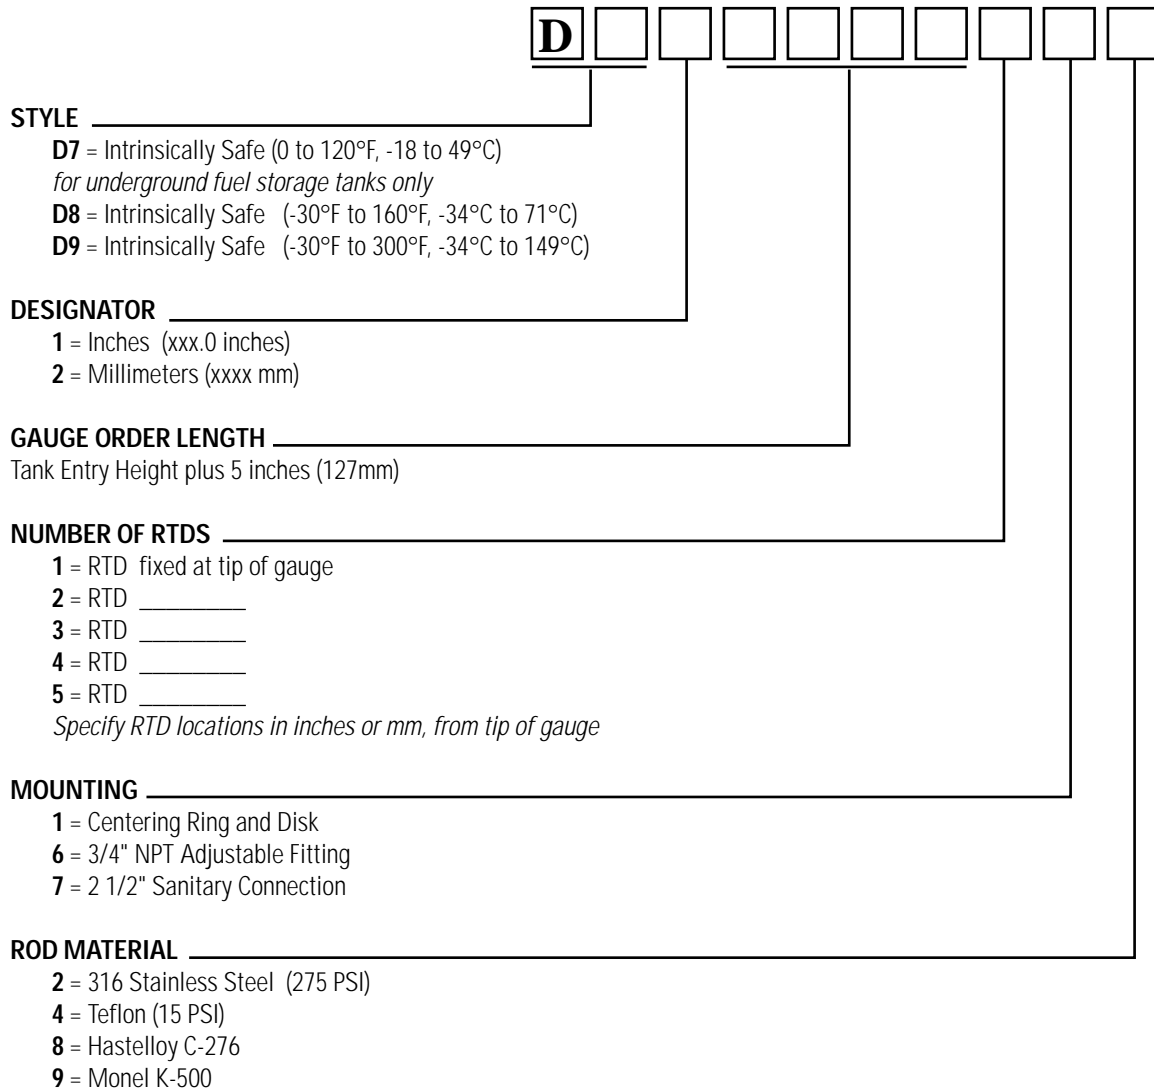 D
STYLE
D7 = Intrinsically Safe (0 to 120°F, -18 to 49°C)
for underground fuel storage tanks only
D8 = Intrinsically Safe (-30°F to 160°F, -34°C to 71°C)
D9 = Intrinsically Safe (-30°F to 300°F, -34°C to 149°C)
DESIGNATOR
1 = Inches (xxx.0 inches)
2 = Millimeters (xxxx mm)
GAUGE ORDER LENGTH
Tank Entry Height plus 5 inches (127mm)
NUMBER OF RTDS
1 = RTD fixed at tip of gauge
2 = RTD ________
3 = RTD ________
4 = RTD ________
5 = RTD ________
Specify RTD locations in inches or mm, from tip of gauge
MOUNTING
1 = Centering Ring and Disk
6 = 3/4" NPT Adjustable Fitting
7 = 2 1/2" Sanitary Connection
ROD MATERIAL
2 = 316 Stainless Steel (275 PSI)
4 = Teflon (15 PSI)
8 = Hastelloy C-276
9 = Monel K-500